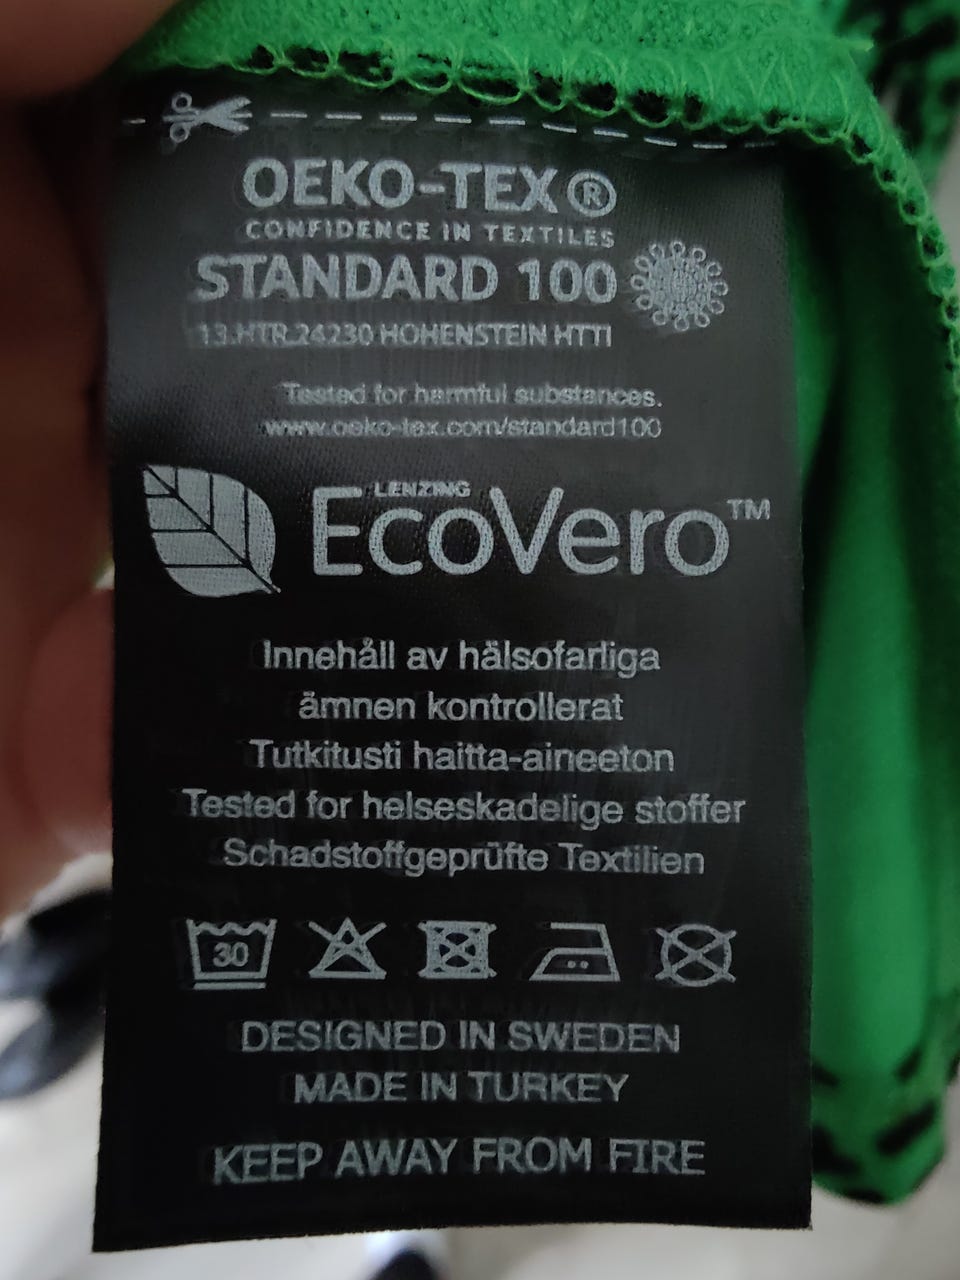 OEKO-TEX®
CONFIDENCE IN TEXTILES
STANDARD 100
13.HTR.24230 HOHENSTEIN HTTI
Tested for harmful substances.
www.oeko-tex.com/standard100
LENZING
EcoVero™
Innehåll av hälsofarliga
ämnen kontrollerat
Tutkitusti haitta-aineeton
Tested for helseskadelige stoffer
Schadstoffgeprüfte Textilien
30
DESIGNED IN SWEDEN
MADE IN TURKEY
KEEP AWAY FROM FIRE